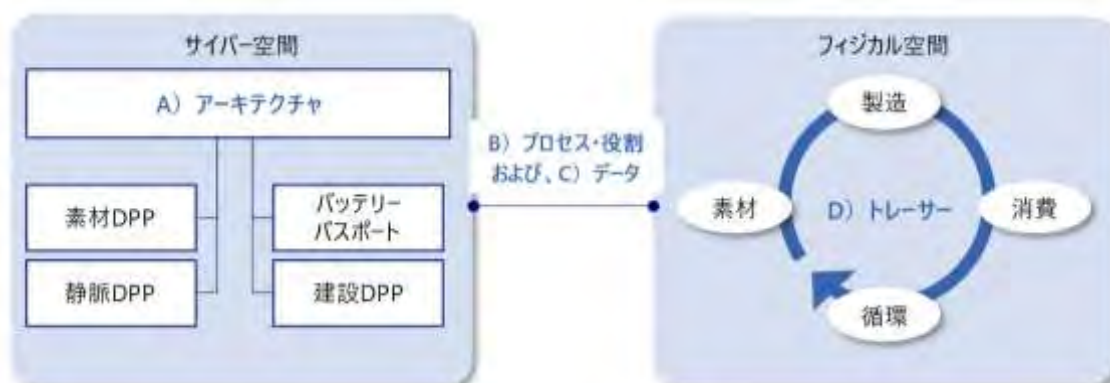 サイバー空間
A）アーキテクチャ
素材DPP
バッテリー
パスポート
静脈DPP
建設DPP
B）プロセス・役割
および、C）データ
フィジカル空間
製造
素材
D）トレーサー
消費
循環